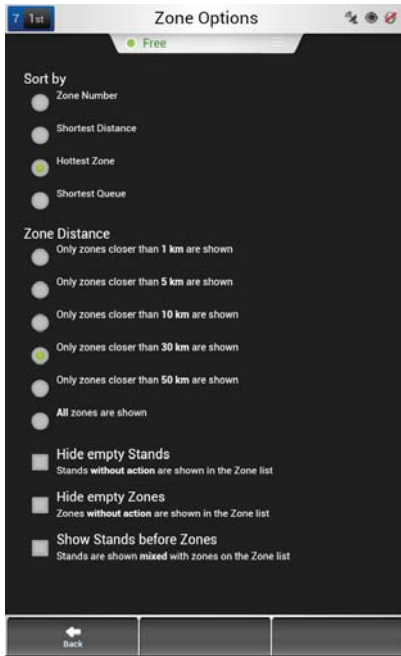 7 1st Zone Options
Free
Sort by
Zone Number
Shortest Distance
Hottest Zone
Shortest Queue
Zone Distance
Only zones closer than 1 km are shown
Only zones closer than 5 km are shown
Only zones closer than 10 km are shown
Only zones closer than 30 km are shown
Only zones closer than 50 km are shown
All zones are shown
Hide empty Stands
Stands without action are shown in the Zone list
Hide empty Zones
Zones without action are shown in the Zone list
Show Stands before Zones
Stands are shown mixed with zones on the Zone list
Back